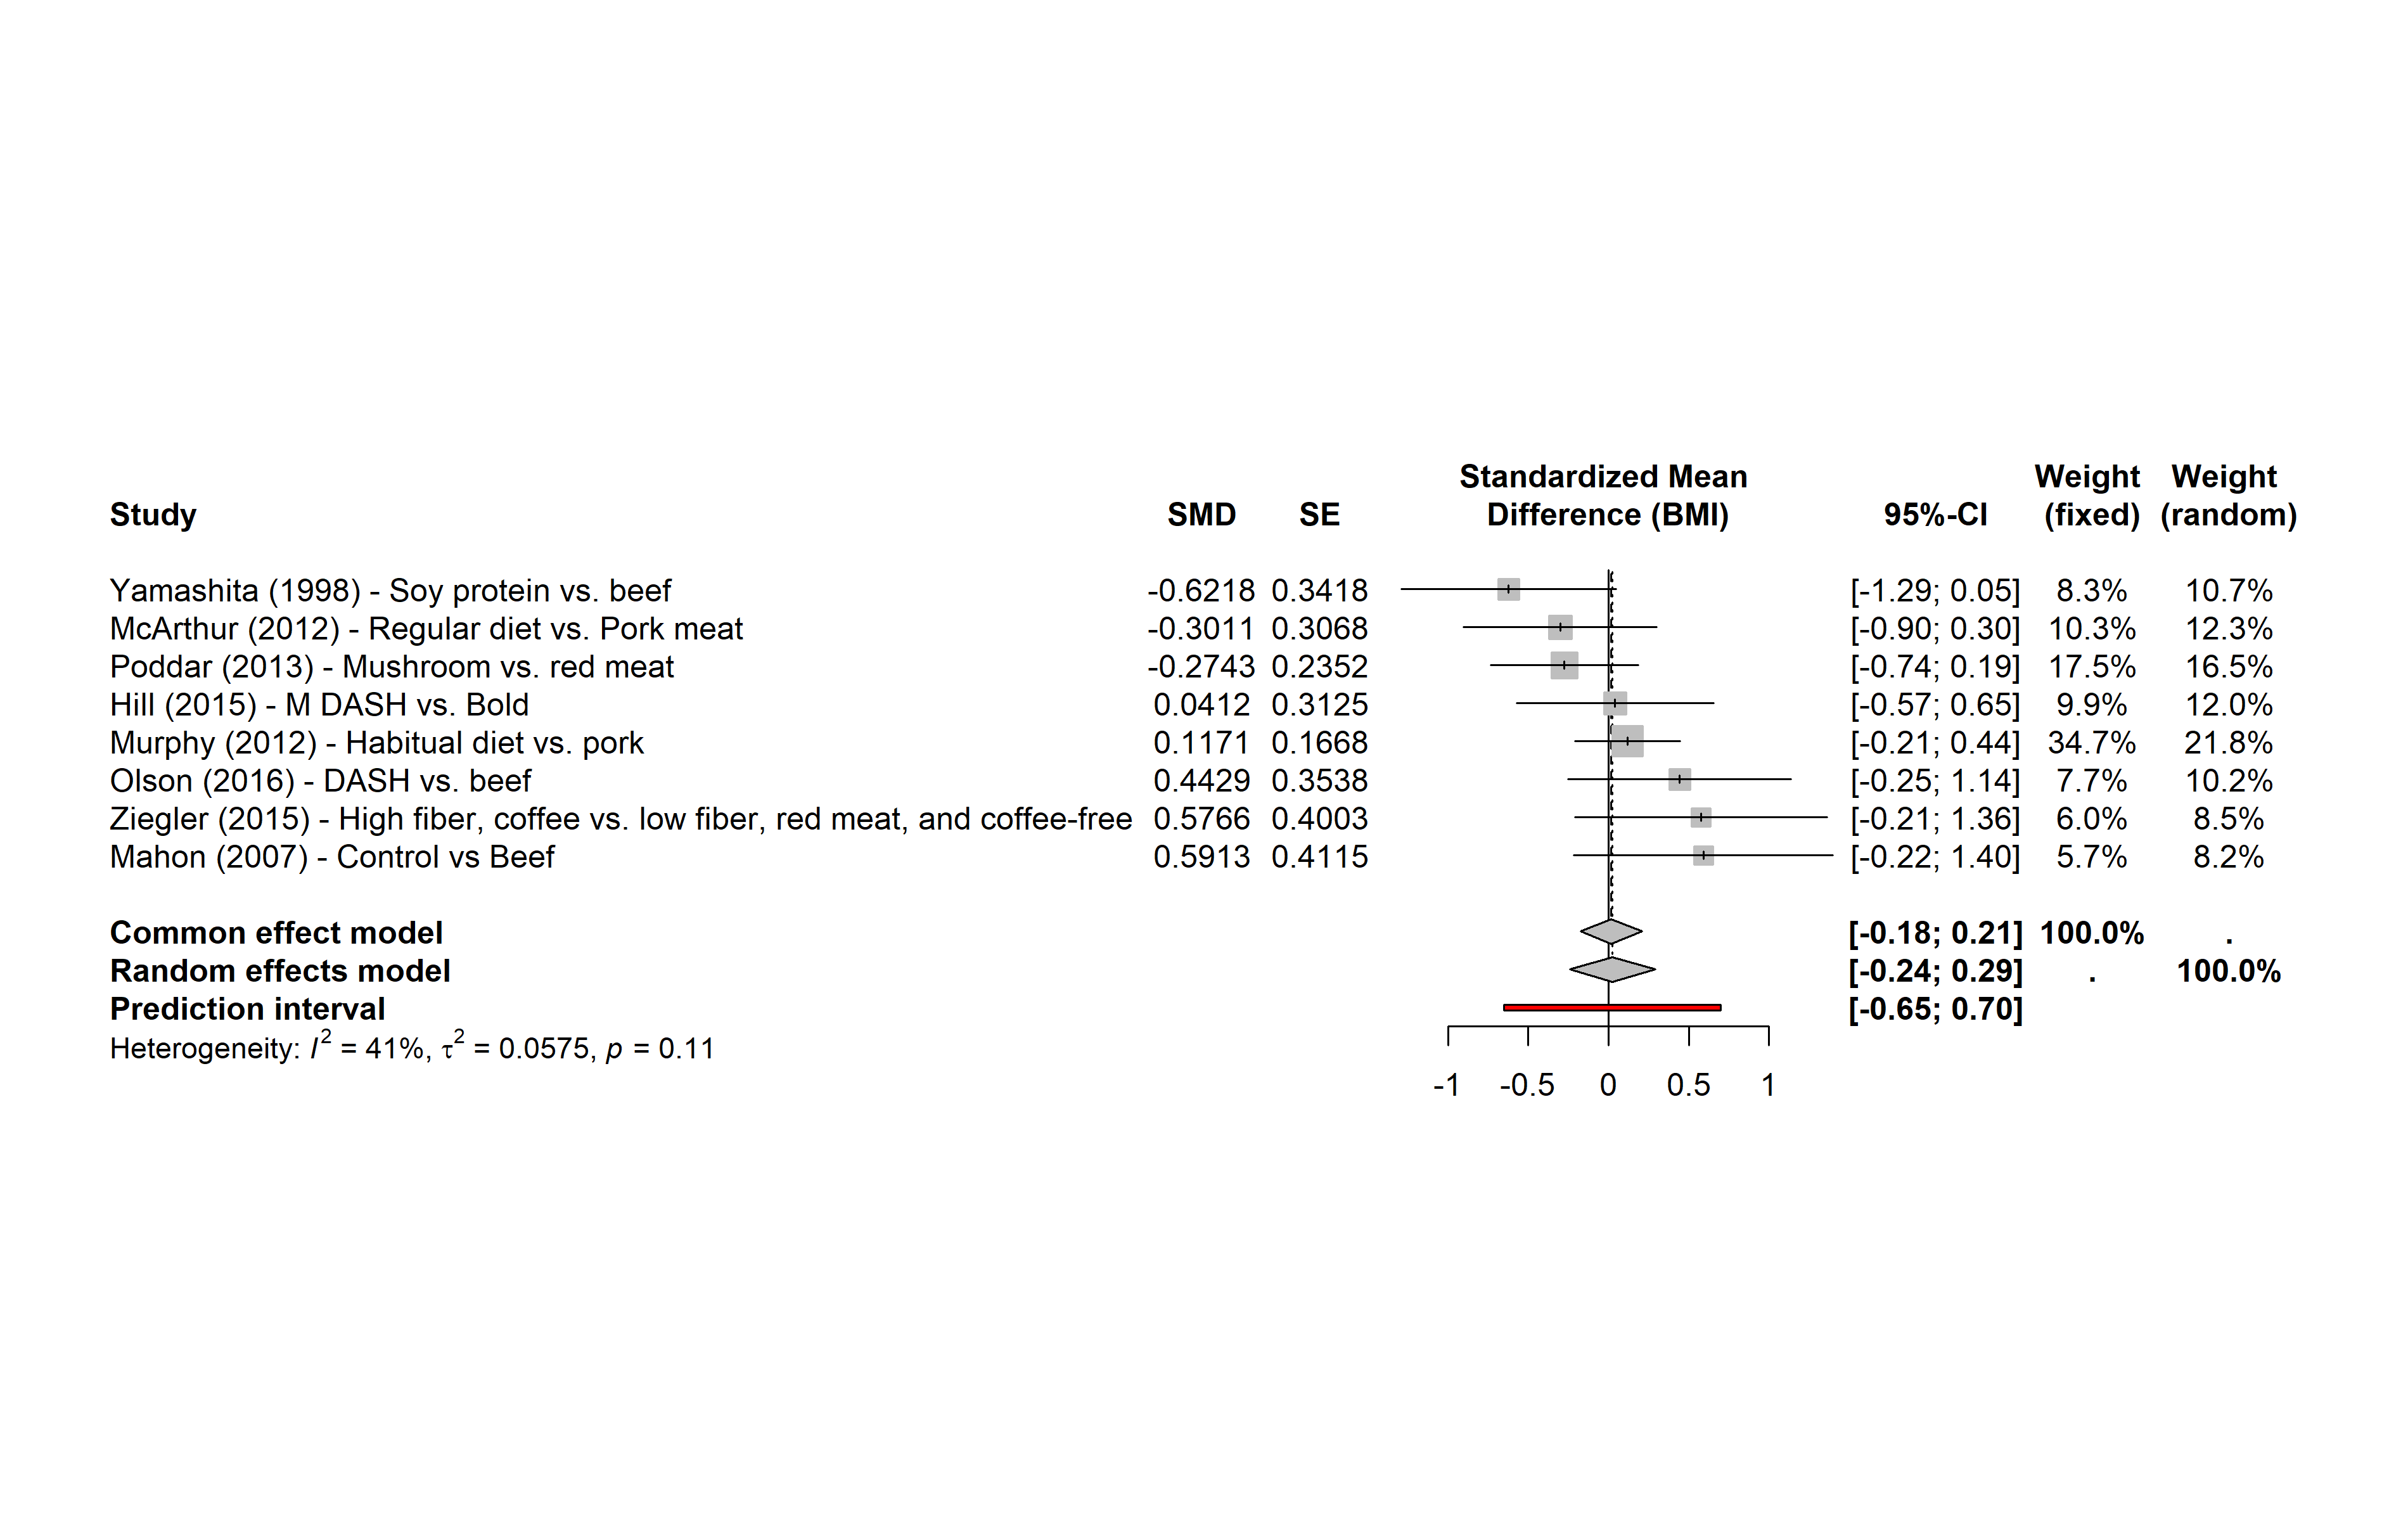 Standardized Mean Weight Weight
Study SMD SE Difference (BMI) 95%-CI (fixed) (random)
Yamashita (1998) - Soy protein vs. beef -0.6218 0.3418 [-1.29; 0.05] 8.3% 10.7%
McArthur (2012) - Regular diet vs. Pork meat -0.3011 0.3068 [-0.90; 0.30] 10.3% 12.3%
Poddar (2013) - Mushroom vs. red meat -0.2743 0.2352 [-0.74; 0.19] 17.5% 16.5%
Hill (2015) - M DASH vs. Bold 0.0412 0.3125 [-0.57; 0.65] 9.9% 12.0%
Murphy (2012) - Habitual diet vs. pork 0.1171 0.1668 [-0.21; 0.44] 34.7% 21.8%
Olson (2016) - DASH vs. beef 0.4429 0.3538 [-0.25; 1.14] 7.7% 10.2%
Ziegler (2015) - High fiber, coffee vs. low fiber, red meat, and coffee-free 0.5766 0.4003 [-0.21; 1.36] 6.0% 8.5%
Mahon (2007) - Control vs Beef 0.5913 0.4115 [-0.22; 1.40] 5.7% 8.2%
Common effect model [-0.18; 0.21] 100.0% .
Random effects model [-0.24; 0.29] . 100.0%
Prediction interval [-0.65; 0.70]
Heterogeneity: I² = 41%, τ² = 0.0575, p = 0.11
-1 -0.5 0 0.5 1